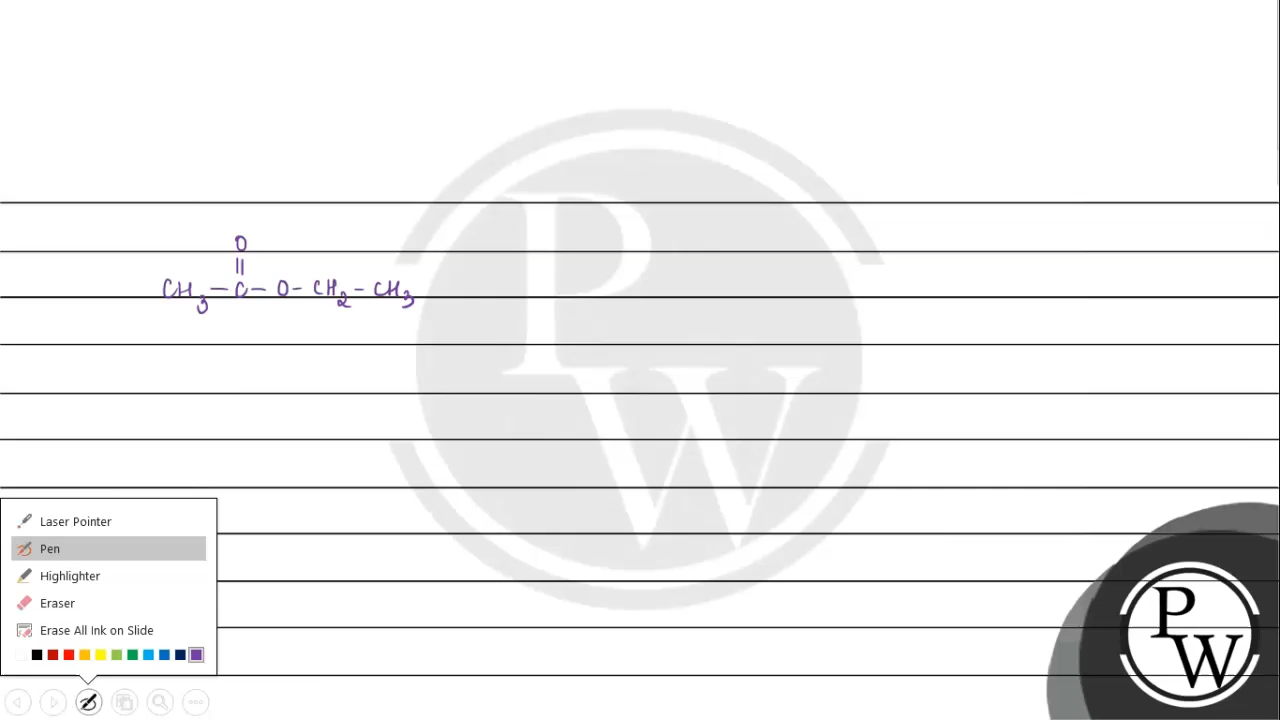 O
||
CH3 - C - O - CH2 - CH3
Laser Pointer
Pen
Highlighter
Eraser
Erase All Ink on Slide
P
W
P
W